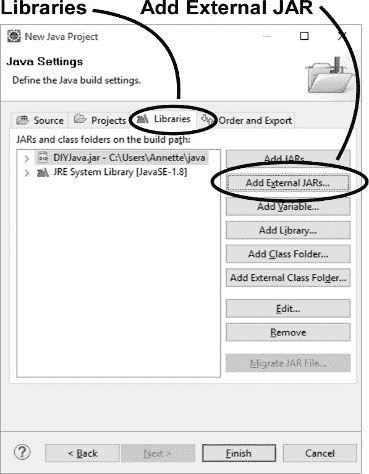 Libraries Add External JAR
New Java Project
Java Settings
Define the Java build settings.
Source Projects Libraries Order and Export
JARs and class folders on the build path:
DIYJava.jar - C:\Users\Annette\java
JRE System Library [JavaSE-1.8]
Add JARs...
Add External JARs...
Add Variable...
Add Library...
Add Class Folder...
Add External Class Folder...
Edit...
Remove
Migrate JAR File...
? < Back Next > Finish Cancel